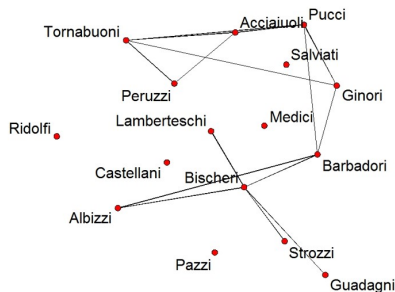 Pucci
Acciaiuoli
Tornabuoni
Salviati
Ginori
Peruzzi
Lamberteschi
Medici
Ridolfi
Barbadori
Castellani
Bischeri
Albizzi
Strozzi
Pazzi
Guadagni